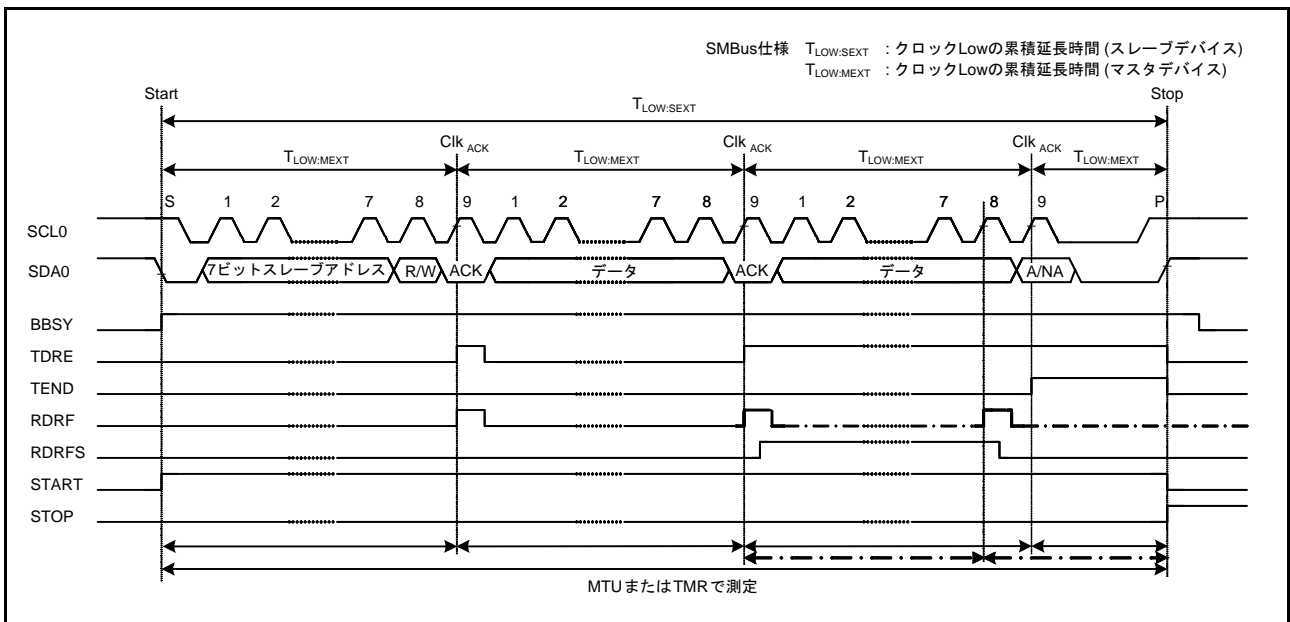 SMBus仕様 TLOW:SEXT : クロックLowの累積延長時間 (スレーブデバイス)
TLOW:MEXT : クロックLowの累積延長時間 (マスタデバイス)
Start Stop
TLOW:SEXT
Clk ACK Clk ACK Clk ACK
TLOW:MEXT TLOW:MEXT TLOW:MEXT TLOW:MEXT
S 1 2 7 8 9 1 2 7 8 9 1 2 7 8 9 P
SCL0
SDA0 7ビットスレーブアドレス R/W ACK データ ACK データ A/NA
BBSY
TDRE
TEND
RDRF
RDRFS
START
STOP
MTUまたはTMRで測定